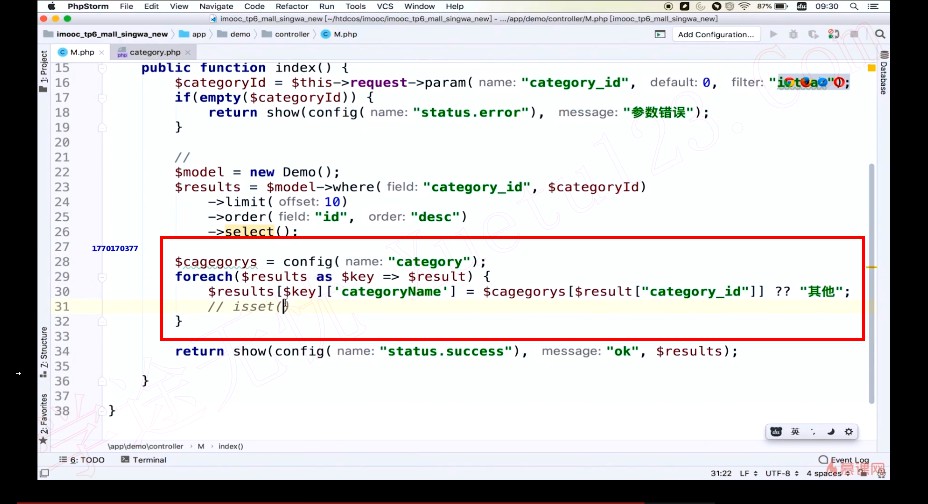 PhpStorm File Edit View Navigate Code Refactor Run Tools VCS Window Help 87% 09:30
imooc_tp6_mall_singwa_new [~/htdcos/imooc/imooc_tp6_mall_singwa_new] - .../app/demo/controller/M.php [imooc_tp6_mall_singwa_new]
imooc_tp6_mall_singwa_new app demo controller M.php Add Configuration...
M.php category.php
1: Project
Database
15 public function index() {
16 $categoryId = $this->request->param( name: "category_id", default: 0, filter: "
17 if(empty($categoryId)) {
18 return show(config( name: "status.error"), message: "参数错误");
19 }
20
21 //
22 $model = new Demo();
23 $results = $model->where( field: "category_id", $categoryId)
24 ->limit( offset: 10)
25 ->order( field: "id", order: "desc")
26 ->select();
27 1770170377
28 $cagegorys = config( name: "category");
29 foreach($results as $key => $result) {
30 $results[$key]['categoryName'] = $cagegorys[$result["category_id"]] ?? "其他";
31 // isset()
32 }
33
34 return show(config( name: "status.success"), message: "ok", $results);
35
36 }
37
38 }
Z: Structure
2: Favorites
\app\demo\controller › M › index()
英
6: TODO Terminal Event Log
31:22 LF UTF-8 4 spaces